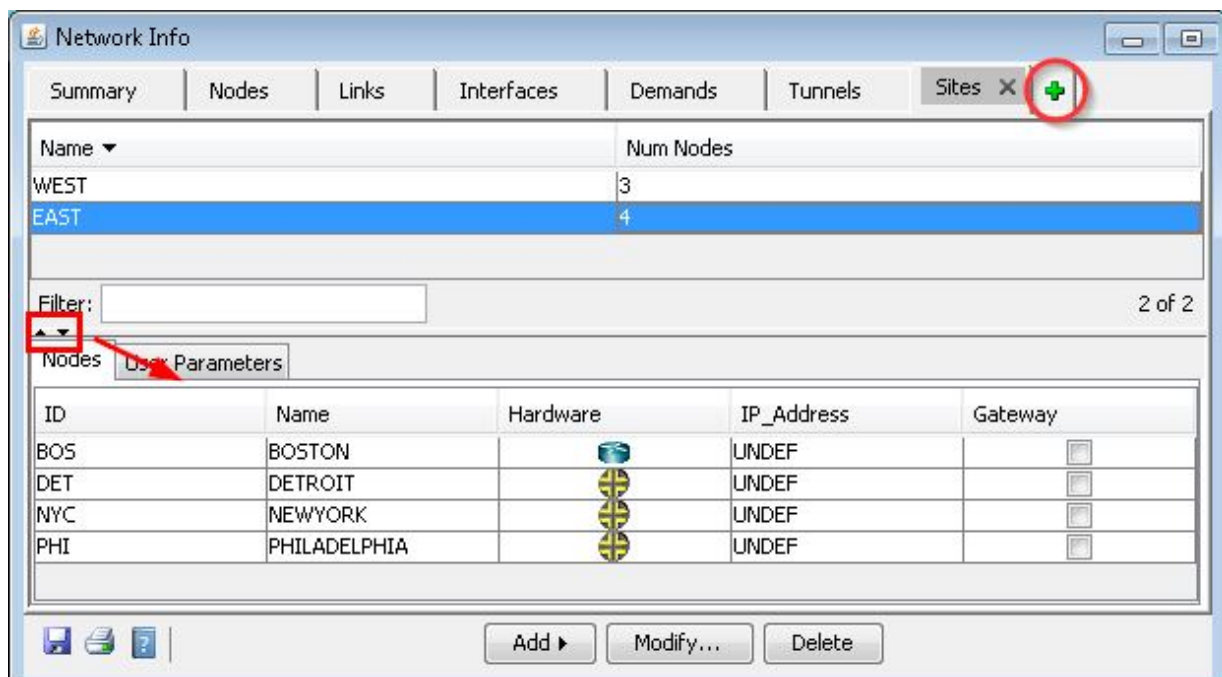 Network Info
Summary Nodes Links Interfaces Demands Tunnels Sites
Name Num Nodes
WEST 3
EAST 4
Filter: 2 of 2
Nodes User Parameters
ID Name Hardware IP_Address Gateway
BOS BOSTON UNDEF
DET DETROIT UNDEF
NYC NEWYORK UNDEF
PHI PHILADELPHIA UNDEF
Add Modify... Delete